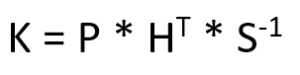 K = P * Hᵀ * S⁻¹